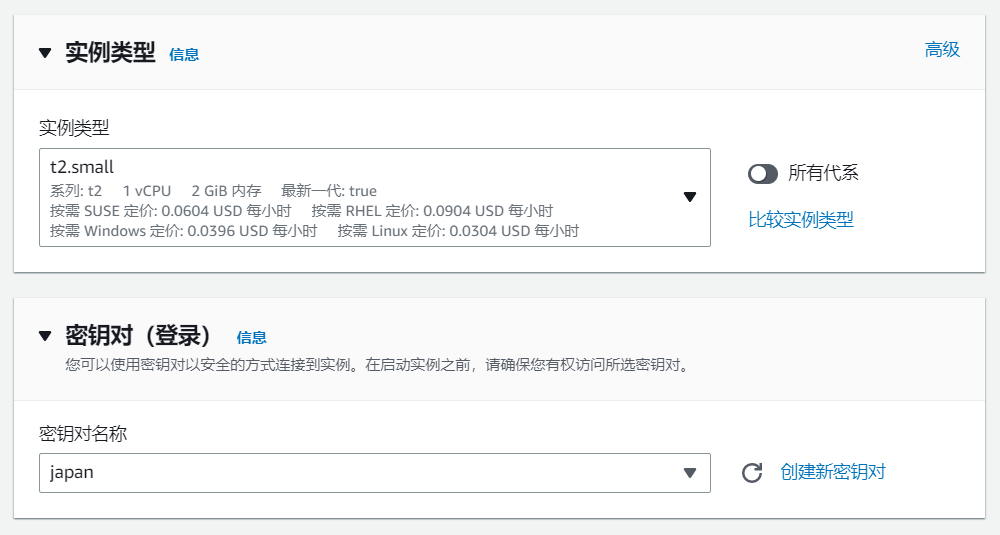 实例类型 信息 高级
实例类型
t2.small
系列: t2 1 vCPU 2 GiB 内存 最新一代: true
按需 SUSE 定价: 0.0604 USD 每小时 按需 RHEL 定价: 0.0904 USD 每小时
按需 Windows 定价: 0.0396 USD 每小时 按需 Linux 定价: 0.0304 USD 每小时
所有代系
比较实例类型
密钥对（登录） 信息
您可以使用密钥对以安全的方式连接到实例。在启动实例之前，请确保您有权访问所选密钥对。
密钥对名称
japan
创建新密钥对